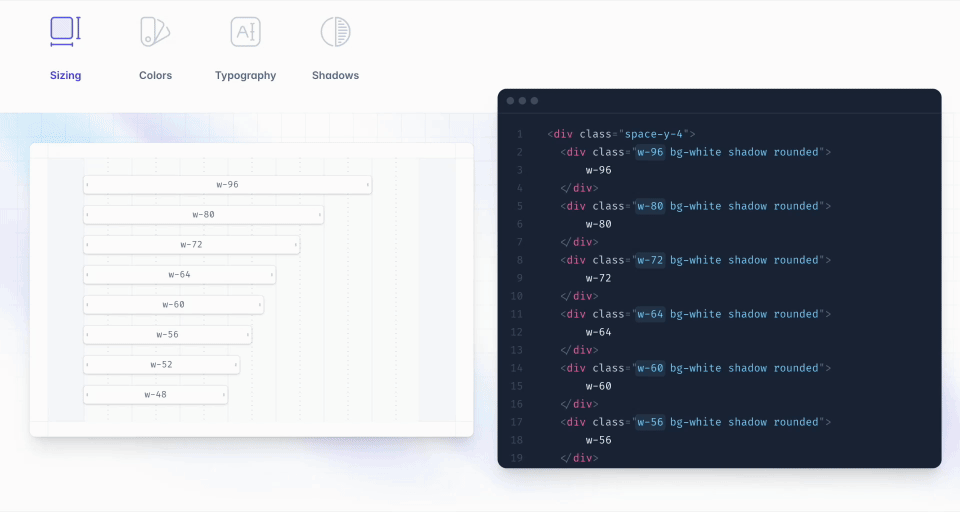 Sizing
Colors
Typography
Shadows
w-96
w-80
w-72
w-64
w-60
w-56
w-52
w-48
1 <div class="space-y-4">
2 <div class="w-96 bg-white shadow rounded">
3 w-96
4 </div>
5 <div class="w-80 bg-white shadow rounded">
6 w-80
7 </div>
8 <div class="w-72 bg-white shadow rounded">
9 w-72
10 </div>
11 <div class="w-64 bg-white shadow rounded">
12 w-64
13 </div>
14 <div class="w-60 bg-white shadow rounded">
15 w-60
16 </div>
17 <div class="w-56 bg-white shadow rounded">
18 w-56
19 </div>